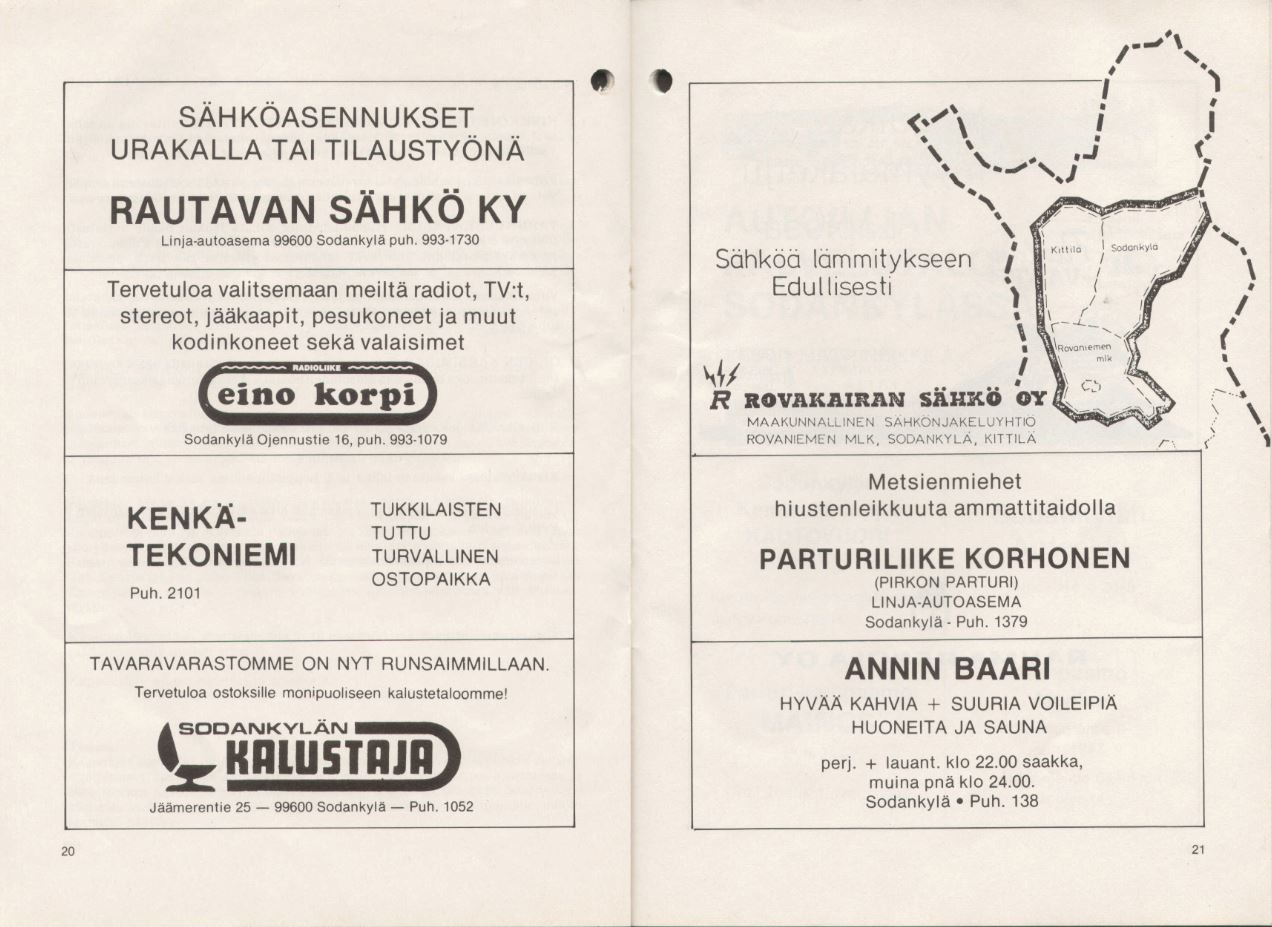 SÄHKÖASENNUKSET
URAKALLA TAI TILAUSTYÖNÄ
RAUTAVAN SÄHKÖ KY
Linja-autoasema 99600 Sodankylä puh. 993-1730
Tervetuloa valitsemaan meiltä radiot, TV:t,
stereot, jääkaapit, pesukoneet ja muut
kodinkoneet sekä valaisimet
RADIOLIIKE
eino korpi
Sodankylä Ojennustie 16, puh. 993-1079
KENKÄ-
TEKONIEMI
Puh. 2101
TUKKILAISTEN
TUTTU
TURVALLINEN
OSTOPAIKKA
TAVARAVARASTOMME ON NYT RUNSAIMMILLAAN.
Tervetuloa ostoksille monipuoliseen kalustetaloomme!
SODANKYLÄN
KALUSTAJA
Jäämerentie 25 — 99600 Sodankylä — Puh. 1052
20
Sähköä lämmitykseen
Edullisesti
Kittilä
Sodankylä
Rovaniemen
mlk
R ROVAKAIRAN SÄHKÖ OY
MAAKUNNALLINEN SÄHKÖNJAKELUYHTIÖ
ROVANIEMEN MLK, SODANKYLÄ, KITTILÄ
Metsienmiehet
hiustenleikkuuta ammattitaidolla
PARTURILIIKE KORHONEN
(PIRKON PARTURI)
LINJA-AUTOASEMA
Sodankylä - Puh. 1379
ANNIN BAARI
HYVÄÄ KAHVIA + SUURIA VOILEIPIÄ
HUONEITA JA SAUNA
perj. + lauant. klo 22.00 saakka,
muina pnä klo 24.00.
Sodankylä • Puh. 138
21